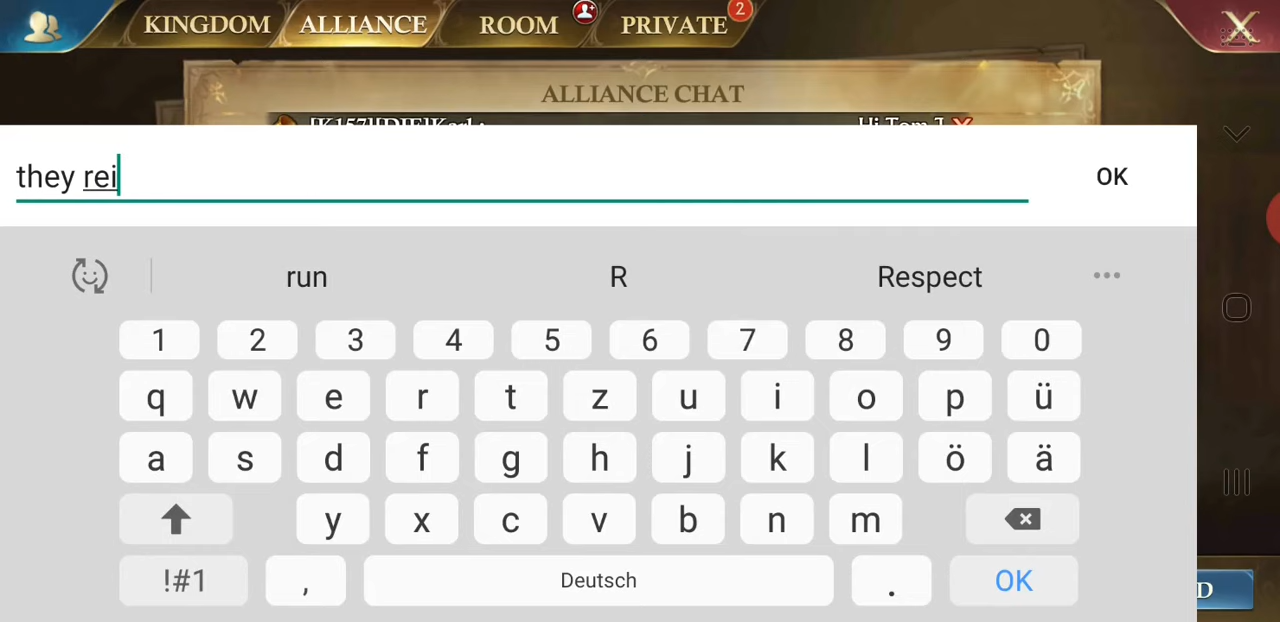 KINGDOM ALLIANCE ROOM PRIVATE 2
ALLIANCE CHAT
they rei
OK
run R Respect
1 2 3 4 5 6 7 8 9 0
q w e r t z u i o p ü
a s d f g h j k l ö ä
y x c v b n m
!#1 , Deutsch . OK
D